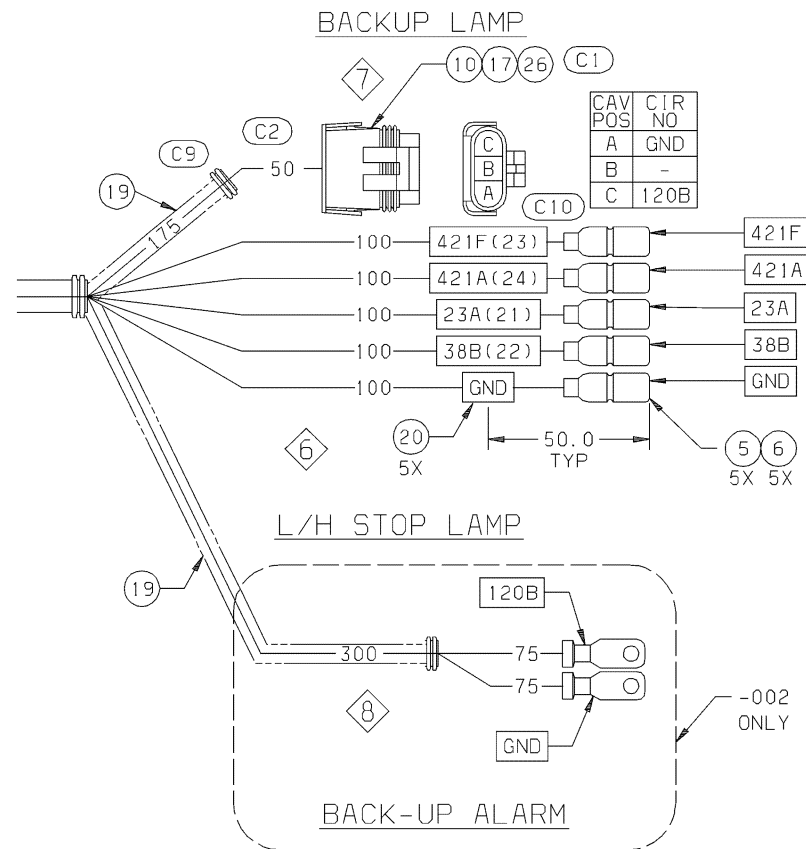 BACKUP LAMP
7
10 17 26 C1
CAV POS CIR NO
A GND
B -
C 120B
C9
C2
50
C
B
A
C10
19
175
100 421F(23) 421F
100 421A(24) 421A
100 23A(21) 23A
100 38B(22) 38B
100 GND GND
6
20
5X
50.0
TYP
5 6
5X 5X
L/H STOP LAMP
19
120B
300
75
75
8
GND
-002
ONLY
BACK-UP ALARM